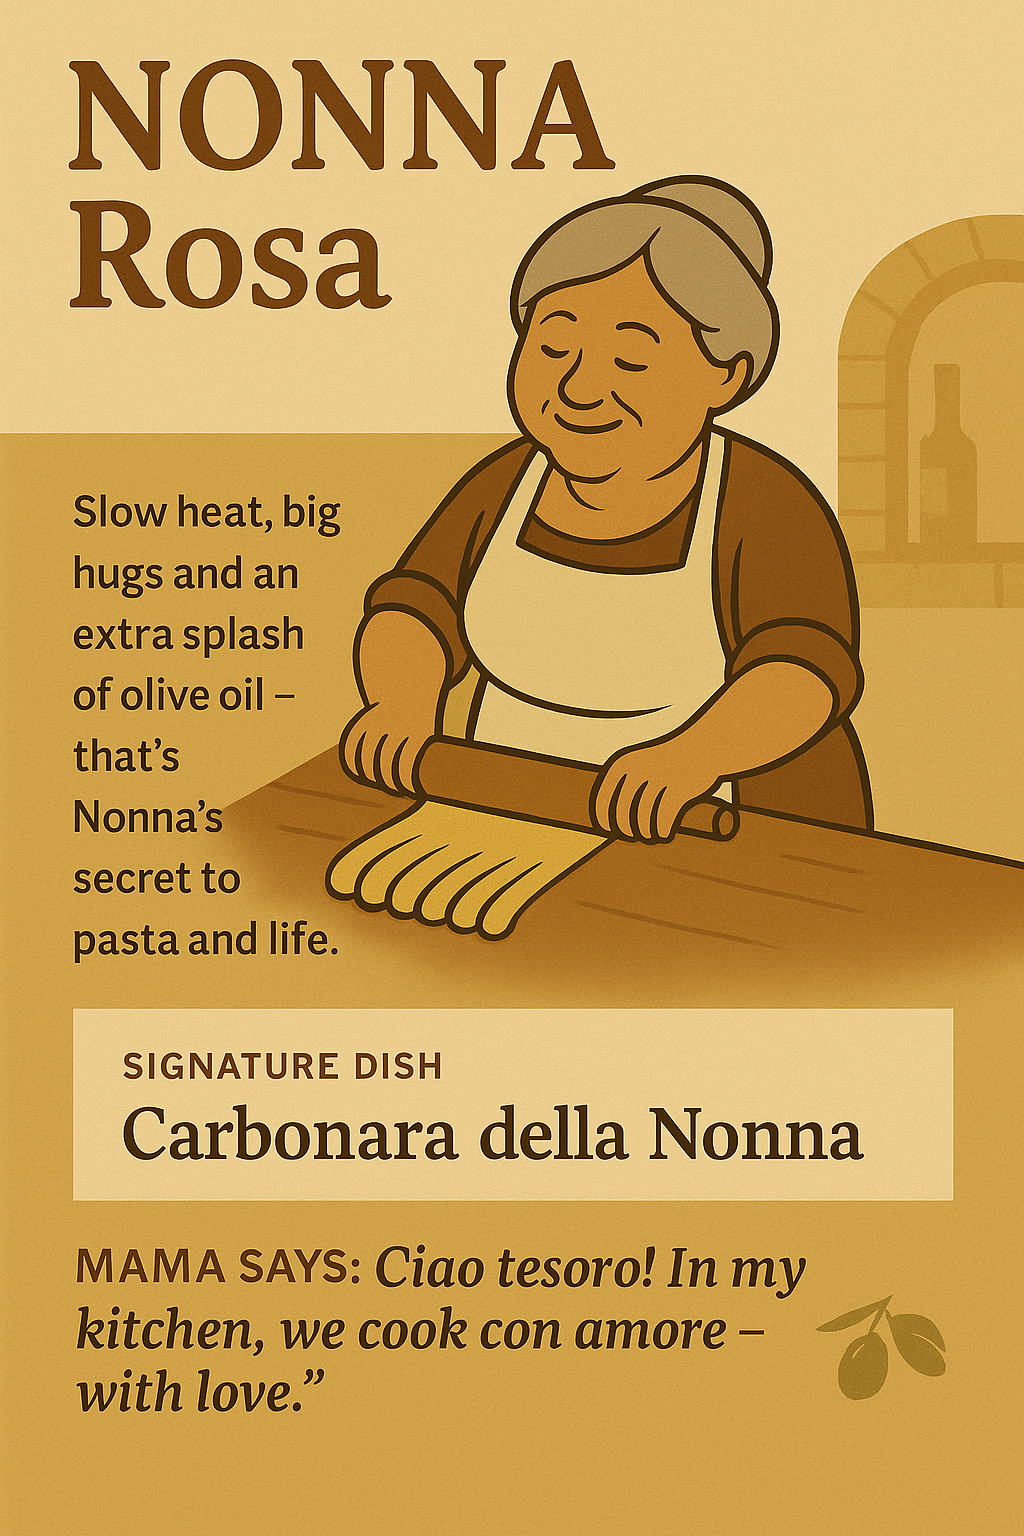 NONNA
Rosa
Slow heat, big
hugs and an
extra splash
of olive oil –
that’s
Nonna’s
secret to
pasta and life.
SIGNATURE DISH
Carbonara della Nonna
MAMA SAYS: Ciao tesoro! In my
kitchen, we cook con amore –
with love.”